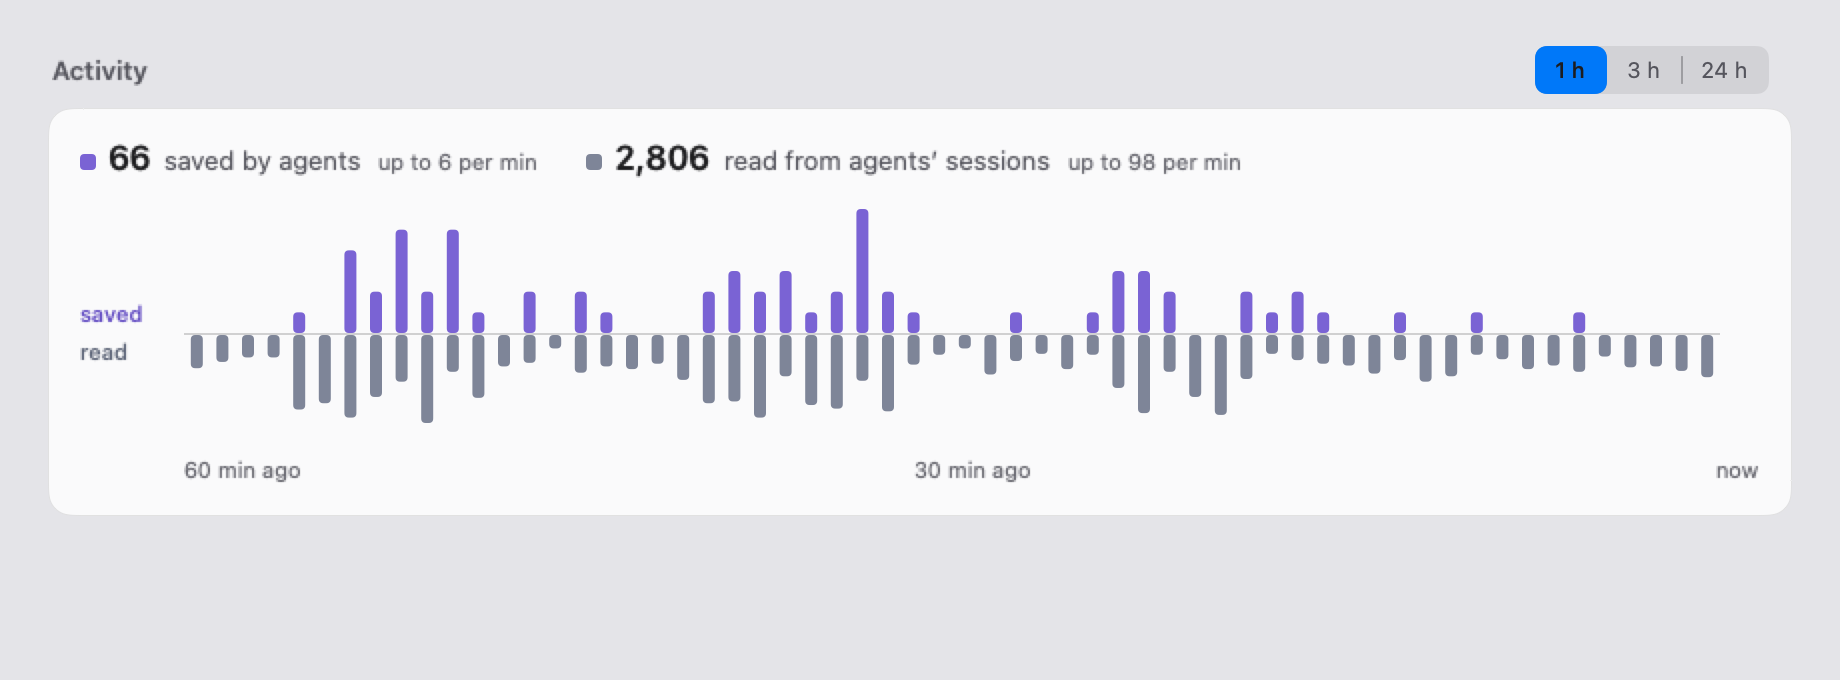 Activity
1 h 3 h 24 h
66 saved by agents up to 6 per min 2,806 read from agents’ sessions up to 98 per min
saved
read
60 min ago 30 min ago now